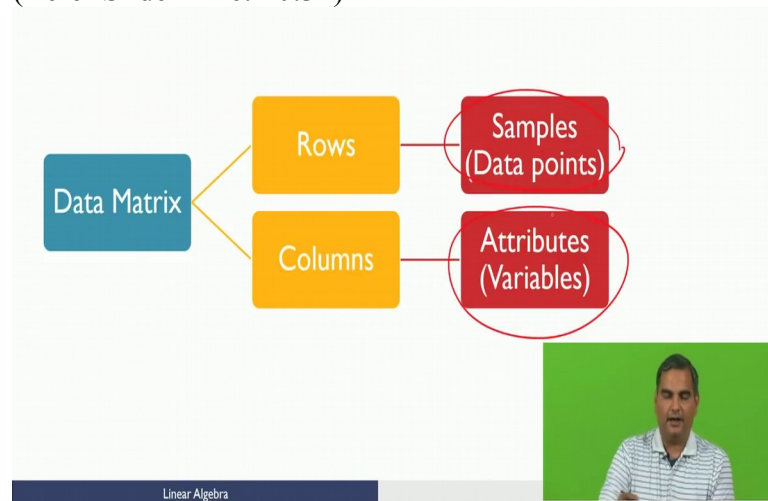 Data Matrix
Rows
Samples
(Data points)
Columns
Attributes
(Variables)
Linear Algebra